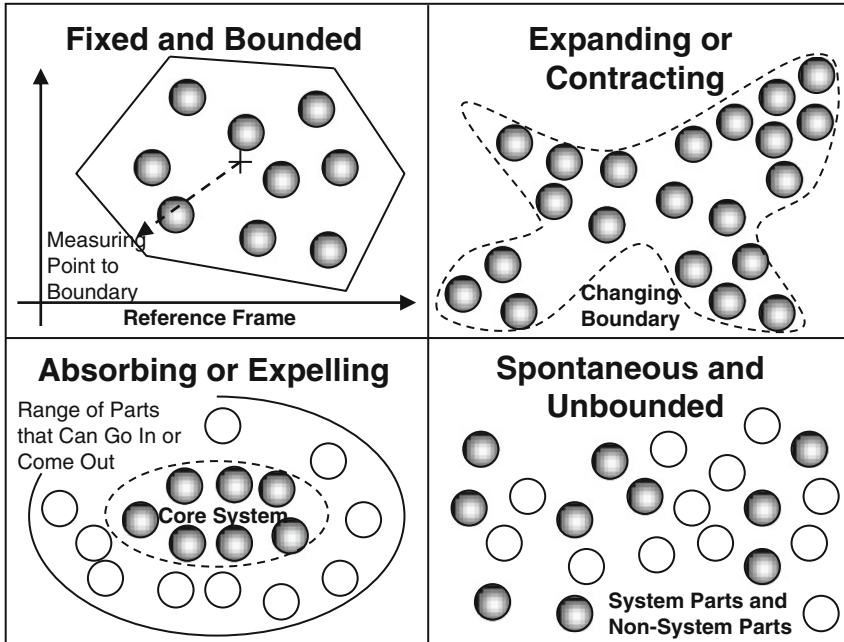 Fixed and Bounded
Measuring
Point to
Boundary
Reference Frame
Expanding or
Contracting
Changing
Boundary
Absorbing or Expelling
Range of Parts
that Can Go In or
Come Out
Core System
Spontaneous and
Unbounded
System Parts and
Non-System Parts